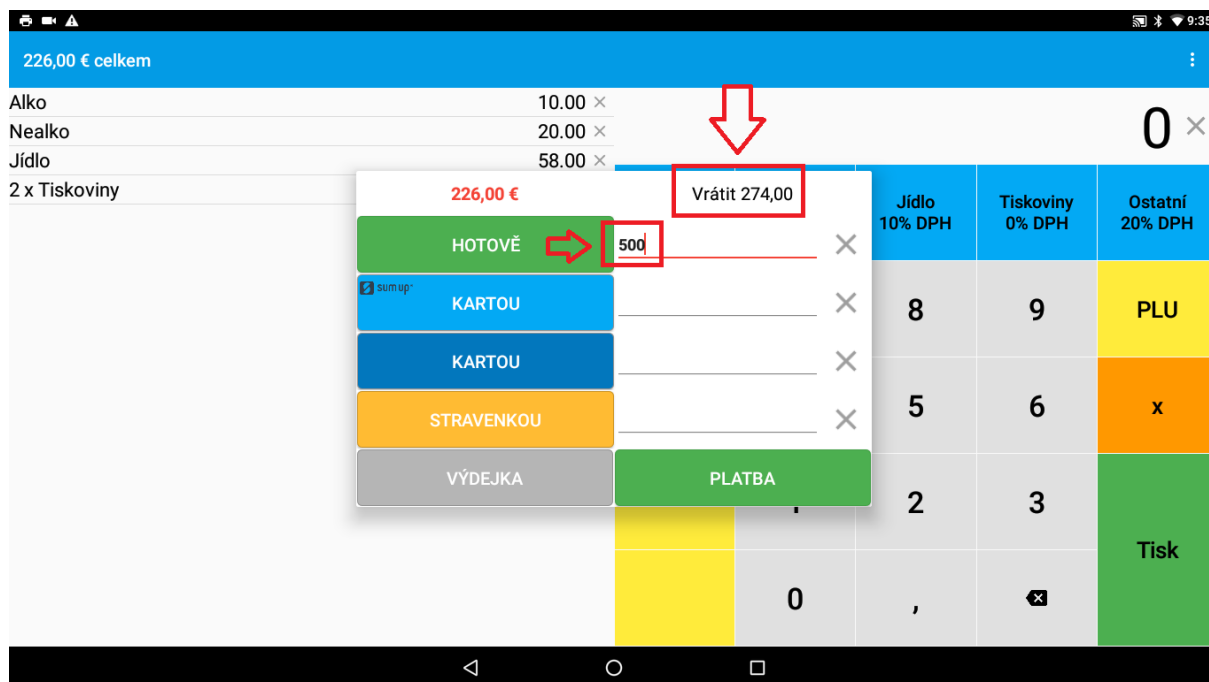 9:35
226,00 € celkem
Alko 10.00
Nealko 20.00
Jídlo 58.00
2 x Tiskoviny
0
226,00 €
Vrátit 274,00
HOTOVĚ
500
sumup
KARTOU
KARTOU
STRAVENKOU
VÝDEJKA
PLATBA
Jídlo
10% DPH
Tiskoviny
0% DPH
Ostatní
20% DPH
8
9
PLU
5
6
x
2
3
Tisk
0
,